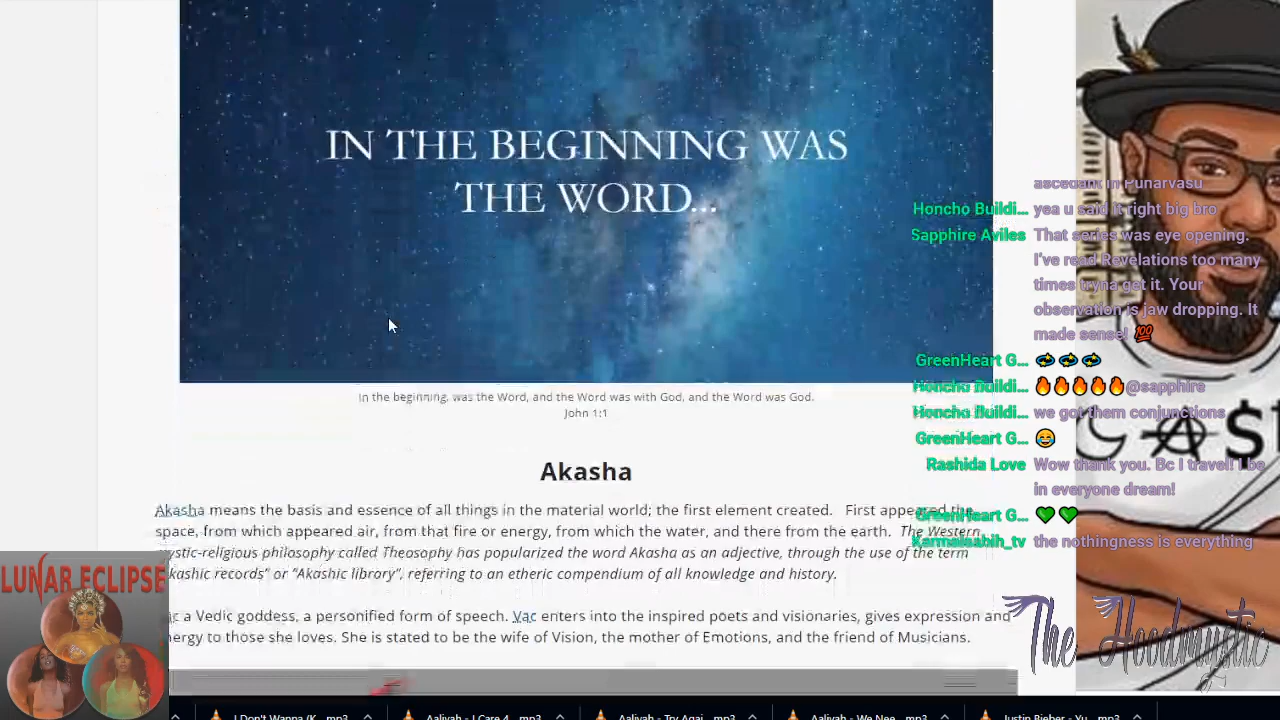 IN THE BEGINNING WAS
THE WORD...
In the beginning, was the Word, and the Word was with God, and the Word was God.
John 1:1
Akasha
Akasha means the basis and essence of all things in the material world; the first element created. First appeared the
space, from which appeared air, from that fire or energy, from which the water, and there from the earth. The Western
mystic-religious philosophy called Theosophy has popularized the word Akasha as an adjective, through the use of the term
"Akashic records" or "Akashic library", referring to an etheric compendium of all knowledge and history.
a Vedic goddess, a personified form of speech. Vac enters into the inspired poets and visionaries, gives expression and
energy to those she loves. She is stated to be the wife of Vision, the mother of Emotions, and the friend of Musicians.
ascedant in Punarvasu
Honcho Buildi... yea u said it right big bro
Sapphire Aviles That series was eye opening.
I've read Revelations too many
times tryna get it. Your
observation is jaw dropping. It
made sense! 💯
GreenHeart G...
Honcho Buildi... 🔥🔥🔥🔥🔥@sapphire
Honcho Buildi... we got them conjunctions
GreenHeart G... 😂
Rashida Love Wow thank you. Bc I travel! I be
in everyone dream!
GreenHeart G... 💚💚
Karmalsabih_tv the nothingness is everything
LUNAR ECLIPSE
The Hoodmystic
I Don't Wanna (K....mp3
Aaliyah - I Care 4....mp3
Aaliyah - Try Agai....mp3
Aaliyah - We Nee....mp3
Justin Bieber - Yu....mp3